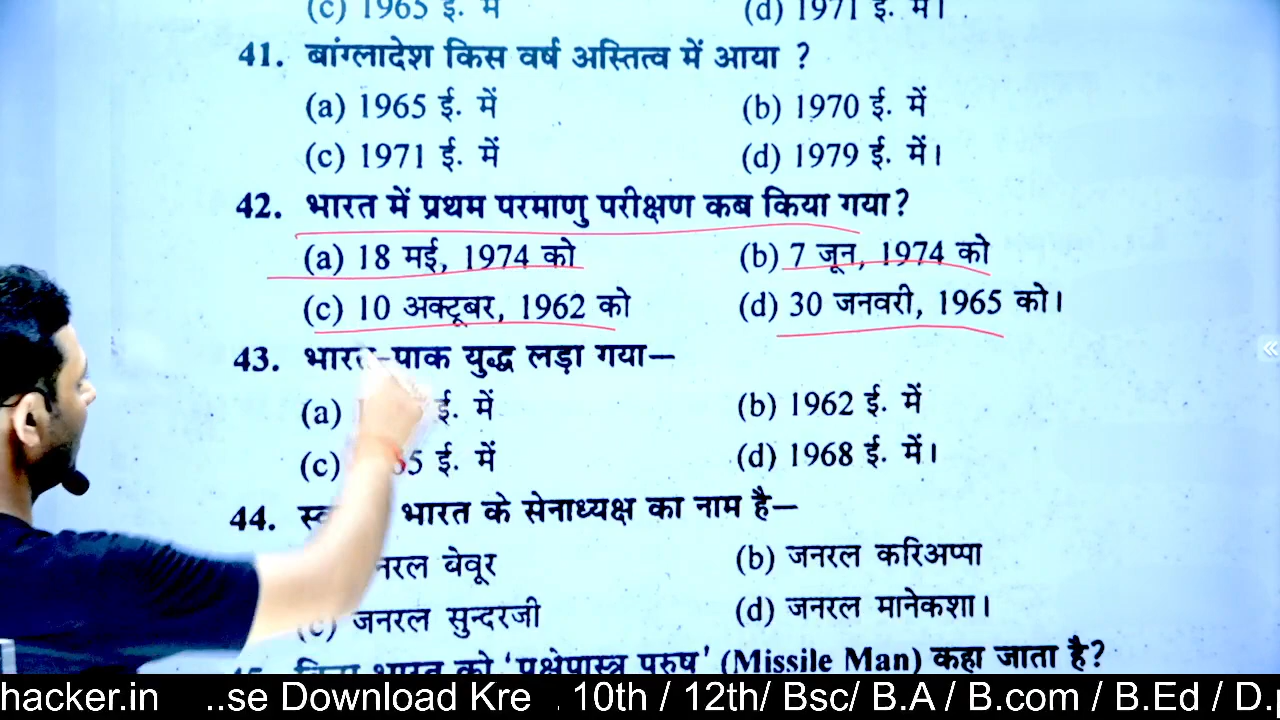 (c) 1965 ई. में (d) 1971 ई. में।
41. बांग्लादेश किस वर्ष अस्तित्व में आया ?
(a) 1965 ई. में (b) 1970 ई. में
(c) 1971 ई. में (d) 1979 ई. में।
42. भारत में प्रथम परमाणु परीक्षण कब किया गया?
(a) 18 मई, 1974 को (b) 7 जून, 1974 को
(c) 10 अक्टूबर, 1962 को (d) 30 जनवरी, 1965 को।
43. भारत-पाक युद्ध लड़ा गया—
(a) ई. में (b) 1962 ई. में
(c) ई. में (d) 1968 ई. में।
44. भारत के सेनाध्यक्ष का नाम है—
बेवूर (b) जनरल करिअप्पा
(c) जनरल सुन्दरजी (d) जनरल मानेकशा।
45. किस भारत को 'प्रक्षेपास्त्र पुरुष' (Missile Man) कहा जाता है?
hacker.in ..se Download Kre . 10th / 12th/ Bsc/ B.A / B.com / B.Ed / D.